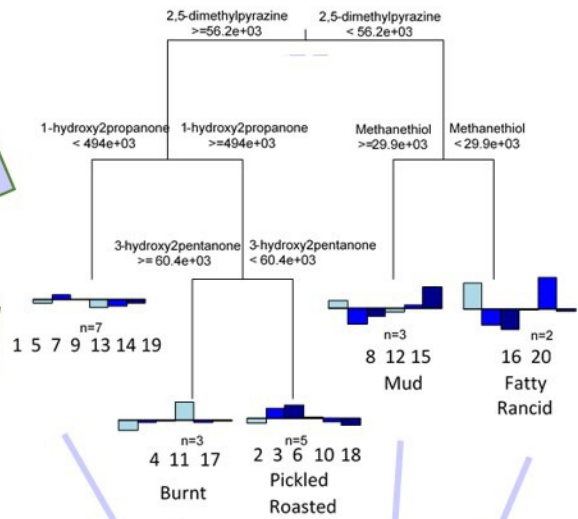 2,5-dimethylpyrazine
>=56.2e+03
2,5-dimethylpyrazine
< 56.2e+03
1-hydroxy2propanone
< 494e+03
1-hydroxy2propanone
>=494e+03
Methanethiol
>=29.9e+03
Methanethiol
< 29.9e+03
3-hydroxy2pentanone
>= 60.4e+03
3-hydroxy2pentanone
< 60.4e+03
n=7
1 5 7 9 13 14 19
n=3
8 12 15
Mud
n=2
16 20
Fatty
Rancid
n=3
4 11 17
Burnt
n=5
2 3 6 10 18
Pickled
Roasted